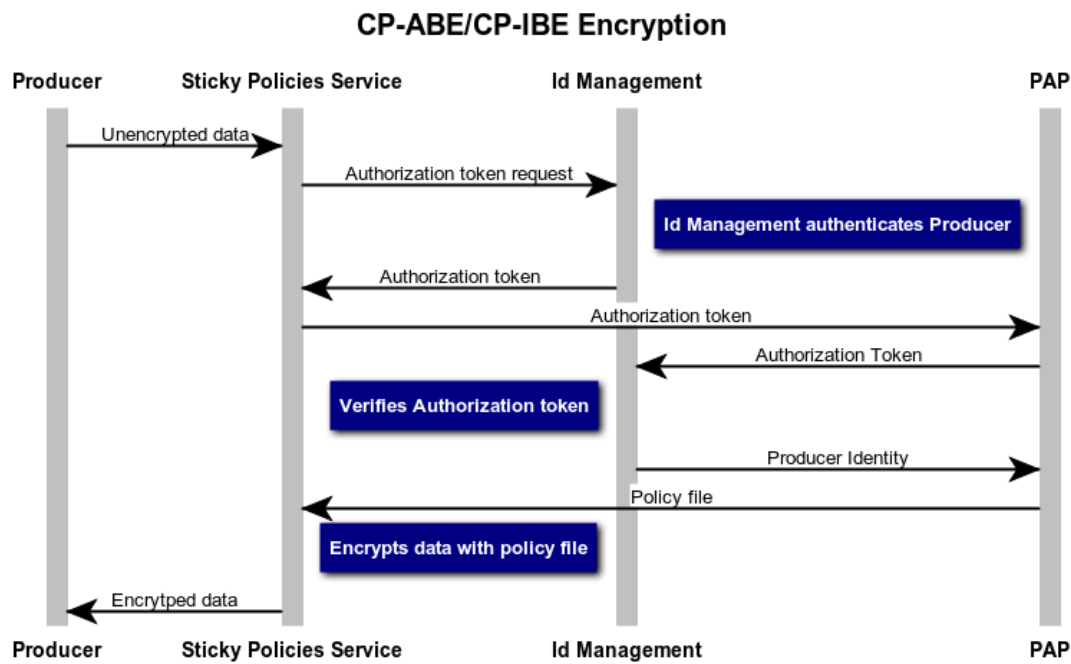 CP-ABE/CP-IBE Encryption
Producer Sticky Policies Service Id Management PAP
Unencrypted data
Authorization token request
Id Management authenticates Producer
Authorization token
Authorization token
Authorization Token
Verifies Authorization token
Producer Identity
Policy file
Encrypts data with policy file
Encrytped data
Producer Sticky Policies Service Id Management PAP